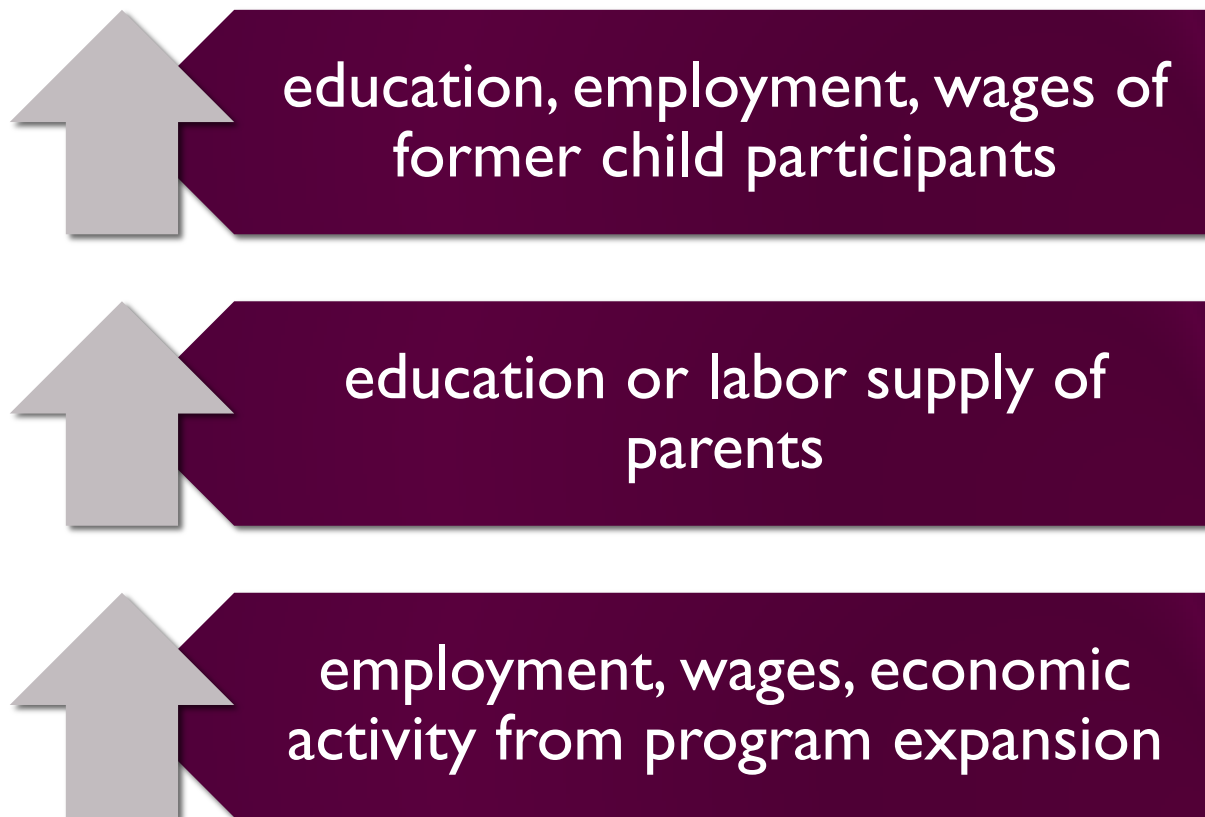 education, employment, wages of
former child participants
education or labor supply of
parents
employment, wages, economic
activity from program expansion